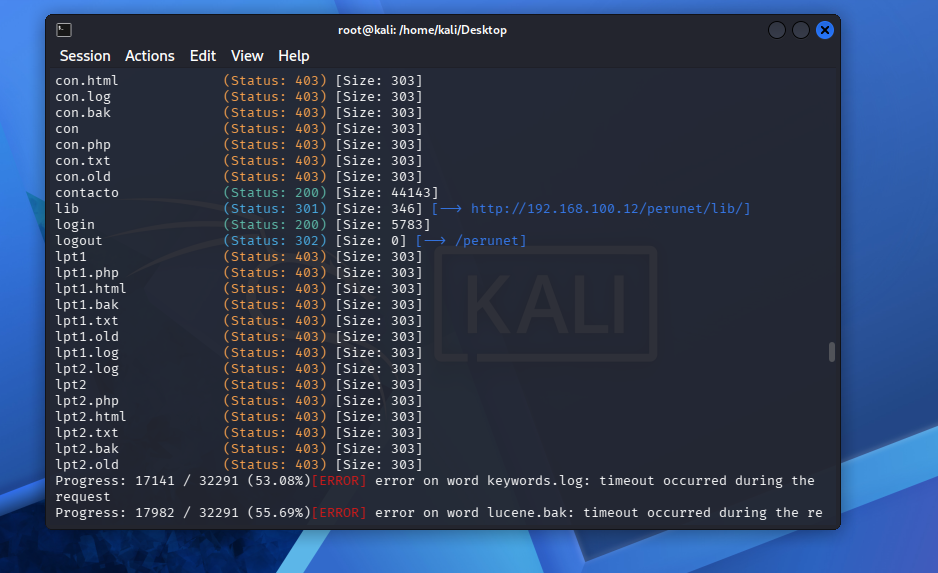 root@kali: /home/kali/Desktop
Session Actions Edit View Help
con.html (Status: 403) [Size: 303]
con.log (Status: 403) [Size: 303]
con.bak (Status: 403) [Size: 303]
con (Status: 403) [Size: 303]
con.php (Status: 403) [Size: 303]
con.txt (Status: 403) [Size: 303]
con.old (Status: 403) [Size: 303]
contacto (Status: 200) [Size: 44143]
lib (Status: 301) [Size: 346] [--> http://192.168.100.12/perunet/lib/]
login (Status: 200) [Size: 5783]
logout (Status: 302) [Size: 0] [--> /perunet]
lpt1 (Status: 403) [Size: 303]
lpt1.php (Status: 403) [Size: 303]
lpt1.html (Status: 403) [Size: 303]
lpt1.bak (Status: 403) [Size: 303]
lpt1.txt (Status: 403) [Size: 303]
lpt1.old (Status: 403) [Size: 303]
lpt1.log (Status: 403) [Size: 303]
lpt2.log (Status: 403) [Size: 303]
lpt2 (Status: 403) [Size: 303]
lpt2.php (Status: 403) [Size: 303]
lpt2.html (Status: 403) [Size: 303]
lpt2.txt (Status: 403) [Size: 303]
lpt2.bak (Status: 403) [Size: 303]
lpt2.old (Status: 403) [Size: 303]
Progress: 17141 / 32291 (53.08%)[ERROR] error on word keywords.log: timeout occurred during the
request
Progress: 17982 / 32291 (55.69%)[ERROR] error on word lucene.bak: timeout occurred during the re
KALI